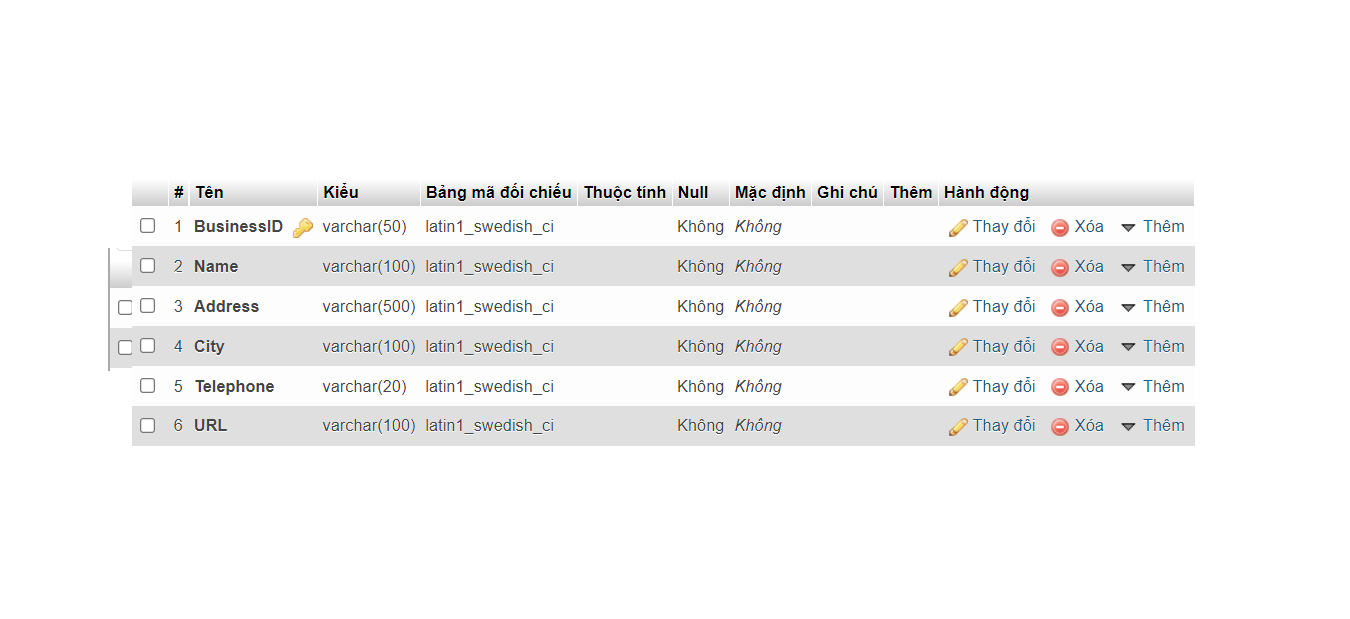 # Tên Kiểu Bảng mã đối chiếu Thuộc tính Null Mặc định Ghi chú Thêm Hành động
1 BusinessID varchar(50) latin1_swedish_ci Không Không Thay đổi Xóa Thêm
2 Name varchar(100) latin1_swedish_ci Không Không Thay đổi Xóa Thêm
3 Address varchar(500) latin1_swedish_ci Không Không Thay đổi Xóa Thêm
4 City varchar(100) latin1_swedish_ci Không Không Thay đổi Xóa Thêm
5 Telephone varchar(20) latin1_swedish_ci Không Không Thay đổi Xóa Thêm
6 URL varchar(100) latin1_swedish_ci Không Không Thay đổi Xóa Thêm